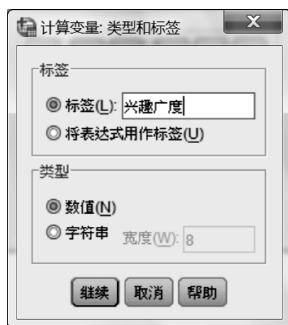 计算变量: 类型和标签
标签
标签(L): 兴趣广度
将表达式用作标签(U)
类型
数值(N)
字符串 宽度(W): 8
继续 取消 帮助